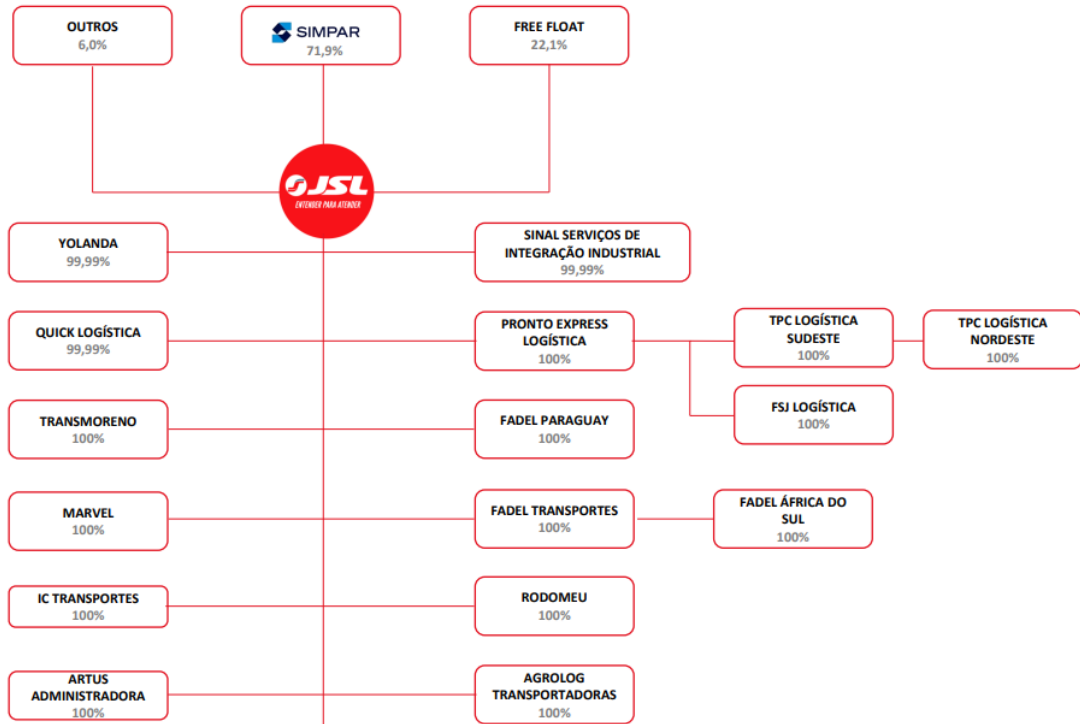 OUTROS
6,0%
SIMPAR
71,9%
FREE FLOAT
22,1%
JSL
ENTENDER PARA ATENDER
YOLANDA
99,99%
SINAL SERVIÇOS DE
INTEGRAÇÃO INDUSTRIAL
99,99%
QUICK LOGÍSTICA
99,99%
PRONTO EXPRESS
LOGÍSTICA
100%
TPC LOGÍSTICA
SUDESTE
100%
TPC LOGÍSTICA
NORDESTE
100%
FSJ LOGÍSTICA
100%
TRANSMORENO
100%
FADEL PARAGUAY
100%
MARVEL
100%
FADEL TRANSPORTES
100%
FADEL ÁFRICA DO
SUL
100%
IC TRANSPORTES
100%
RODOMEU
100%
ARTUS
ADMINISTRADORA
100%
AGROLOG
TRANSPORTADORAS
100%